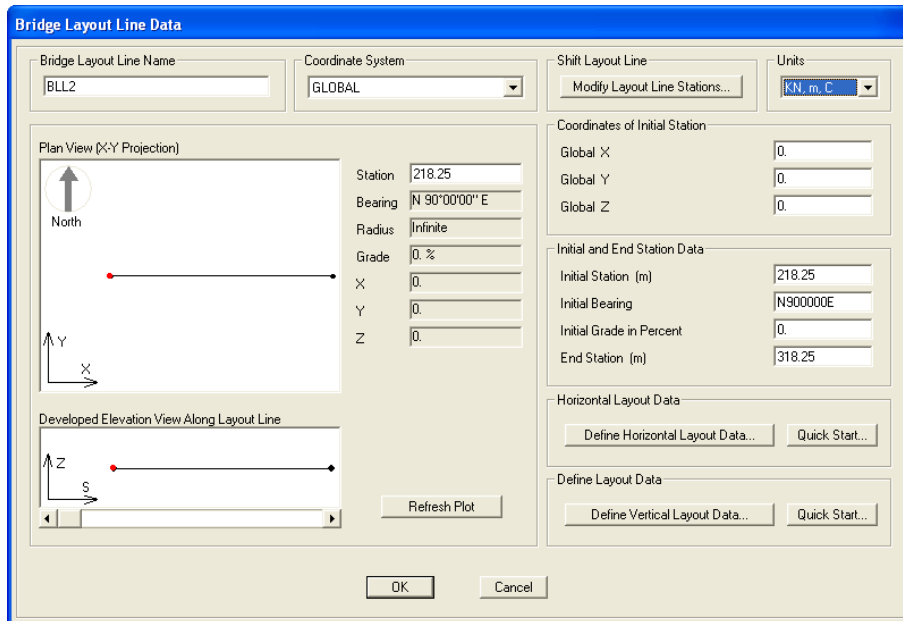 Bridge Layout Line Data
Bridge Layout Line Name
BLL2
Coordinate System
GLOBAL
Shift Layout Line
Modify Layout Line Stations...
Units
KN, m, C
Plan View (X-Y Projection)
North
Y
X
Station 218.25
Bearing N 90°00'00" E
Radius Infinite
Grade 0. %
X 0.
Y 0.
Z 0.
Coordinates of Initial Station
Global X 0.
Global Y 0.
Global Z 0.
Initial and End Station Data
Initial Station (m) 218.25
Initial Bearing N900000E
Initial Grade in Percent 0.
End Station (m) 318.25
Developed Elevation View Along Layout Line
Z
S
Refresh Plot
Horizontal Layout Data
Define Horizontal Layout Data... Quick Start...
Define Layout Data
Define Vertical Layout Data... Quick Start...
OK Cancel